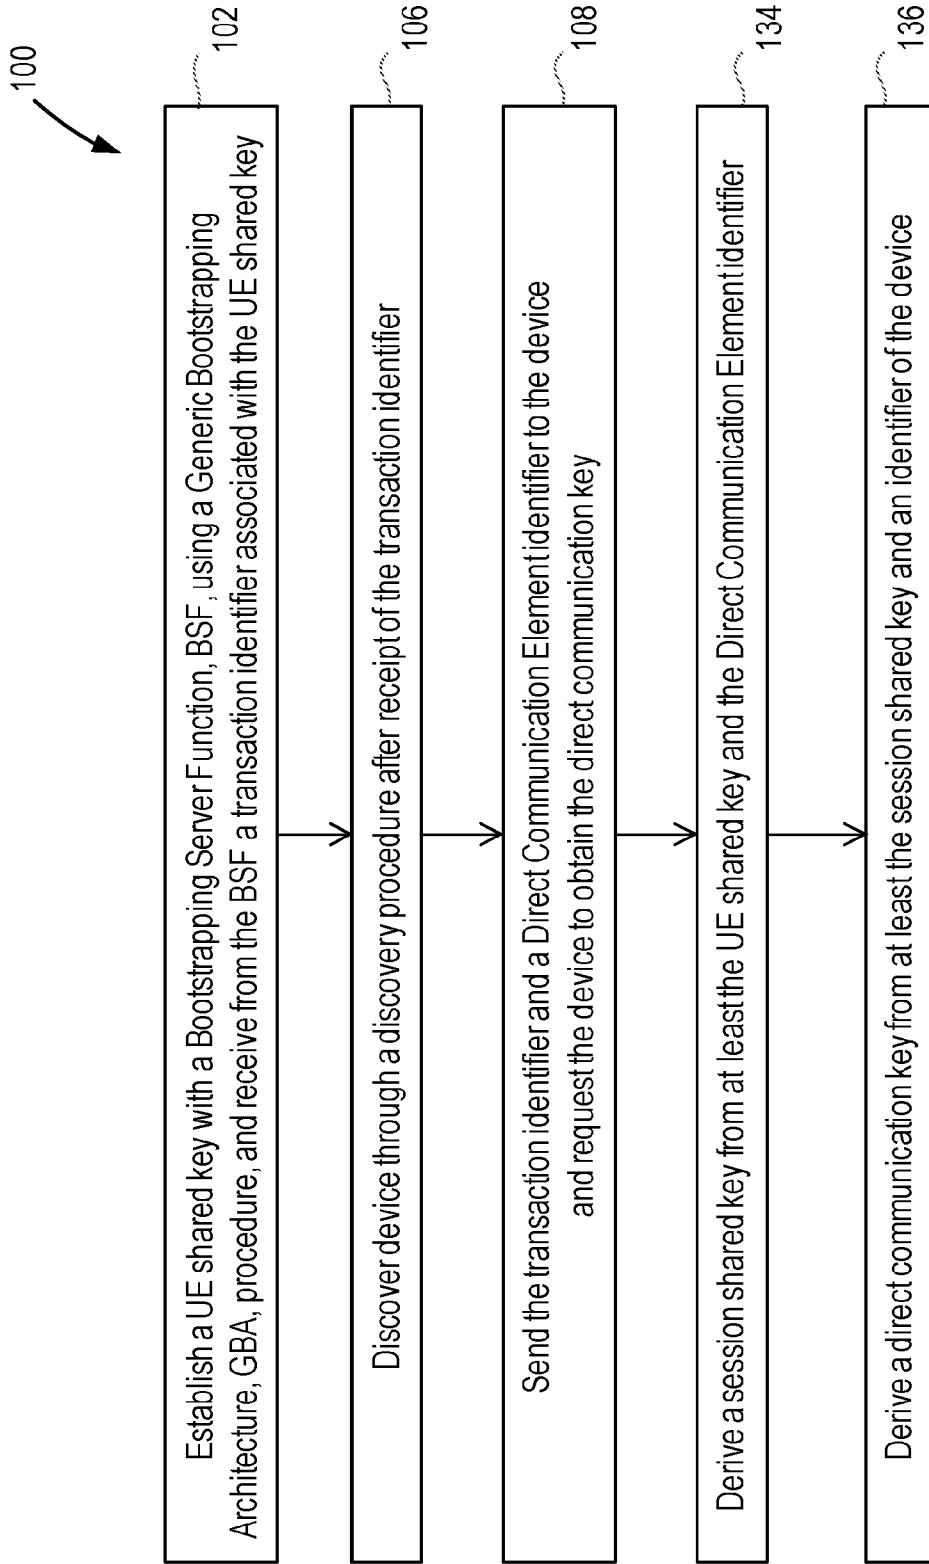 100
Establish a UE shared key with a Bootstrapping Server Function, BSF, using a Generic Bootstrapping
Architecture, GBA, procedure, and receive from the BSF a transaction identifier associated with the UE shared key
102
Discover device through a discovery procedure after receipt of the transaction identifier
106
Send the transaction identifier and a Direct Communication Element identifier to the device
and request the device to obtain the direct communication key
108
Derive a session shared key from at least the UE shared key and the Direct Communication Element identifier
134
Derive a direct communication key from at least the session shared key and an identifier of the device
136